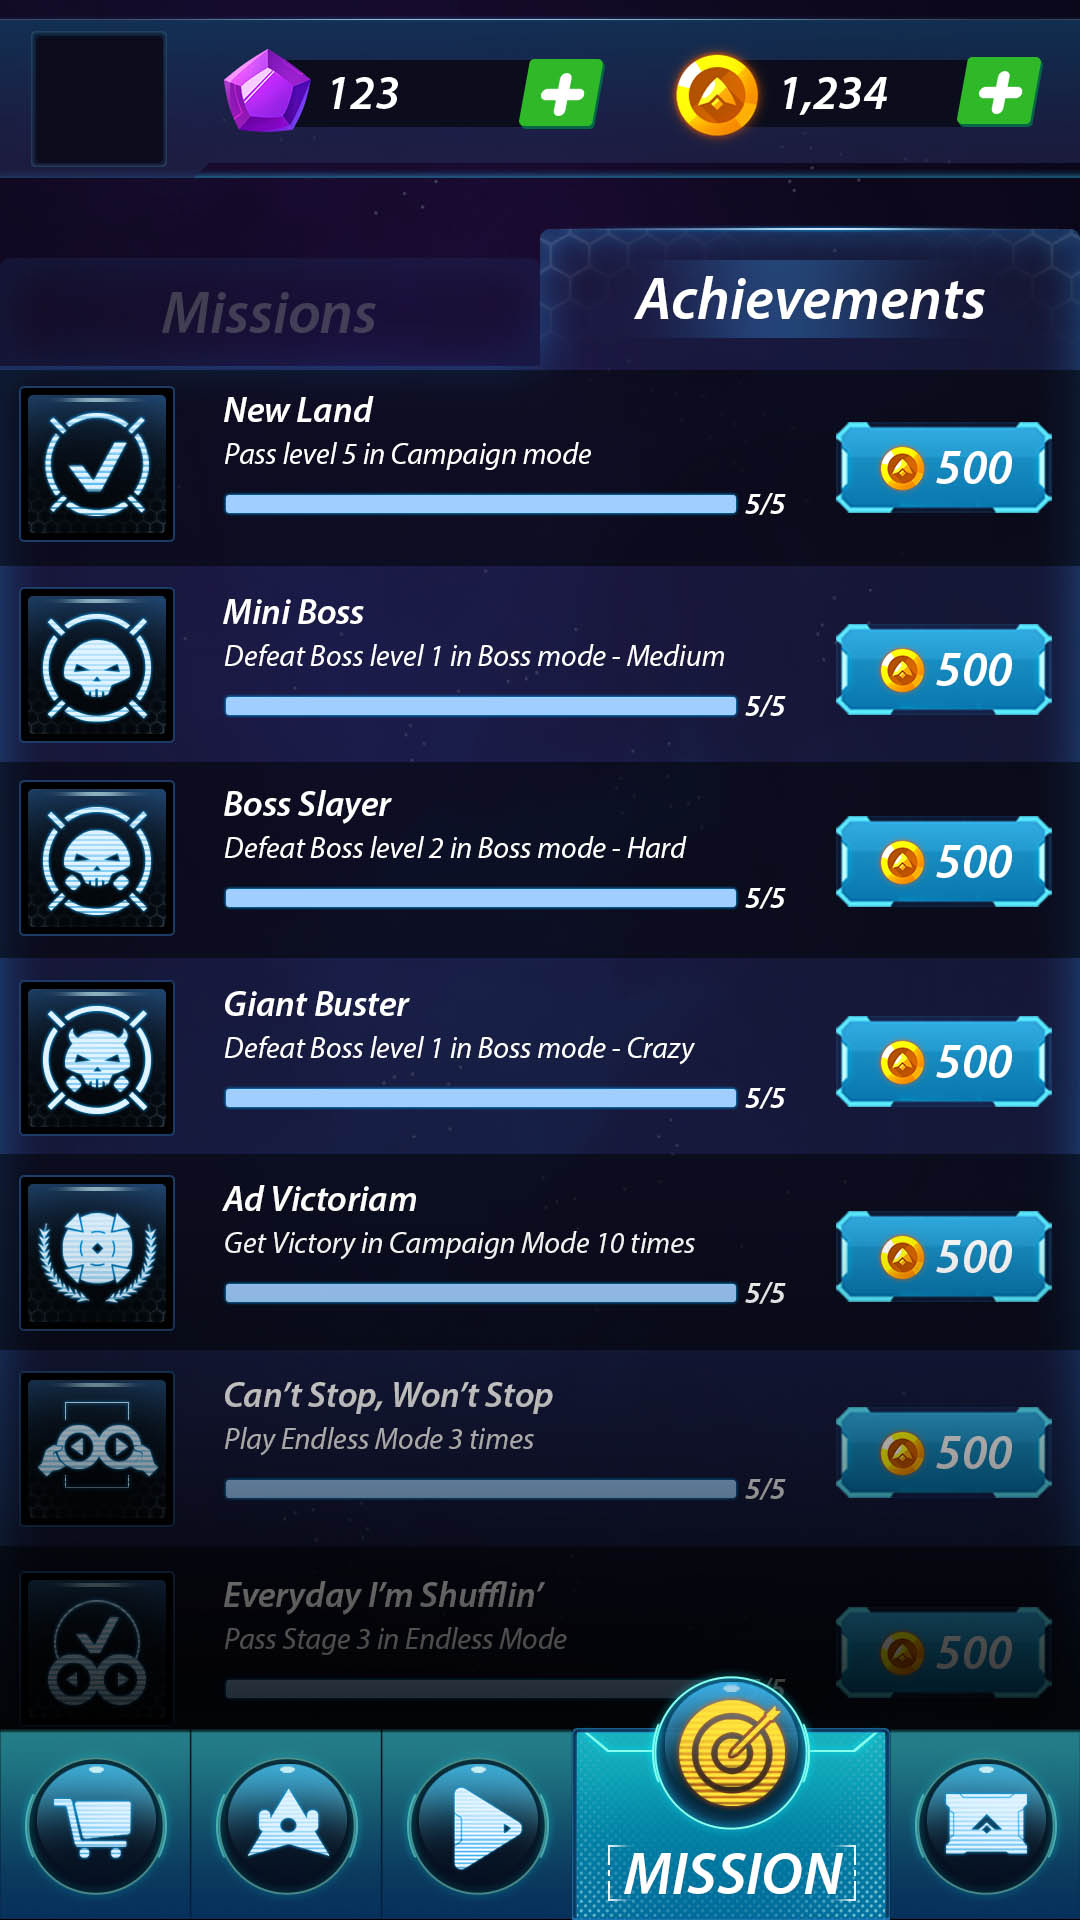 123
1,234
Missions
Achievements
New Land
Pass level 5 in Campaign mode
5/5
500
Mini Boss
Defeat Boss level 1 in Boss mode - Medium
5/5
500
Boss Slayer
Defeat Boss level 2 in Boss mode - Hard
5/5
500
Giant Buster
Defeat Boss level 1 in Boss mode - Crazy
5/5
500
Ad Victoriam
Get Victory in Campaign Mode 10 times
5/5
500
Can’t Stop, Won’t Stop
Play Endless Mode 3 times
5/5
500
Everyday I’m Shufflin’
Pass Stage 3 in Endless Mode
/5
500
MISSION